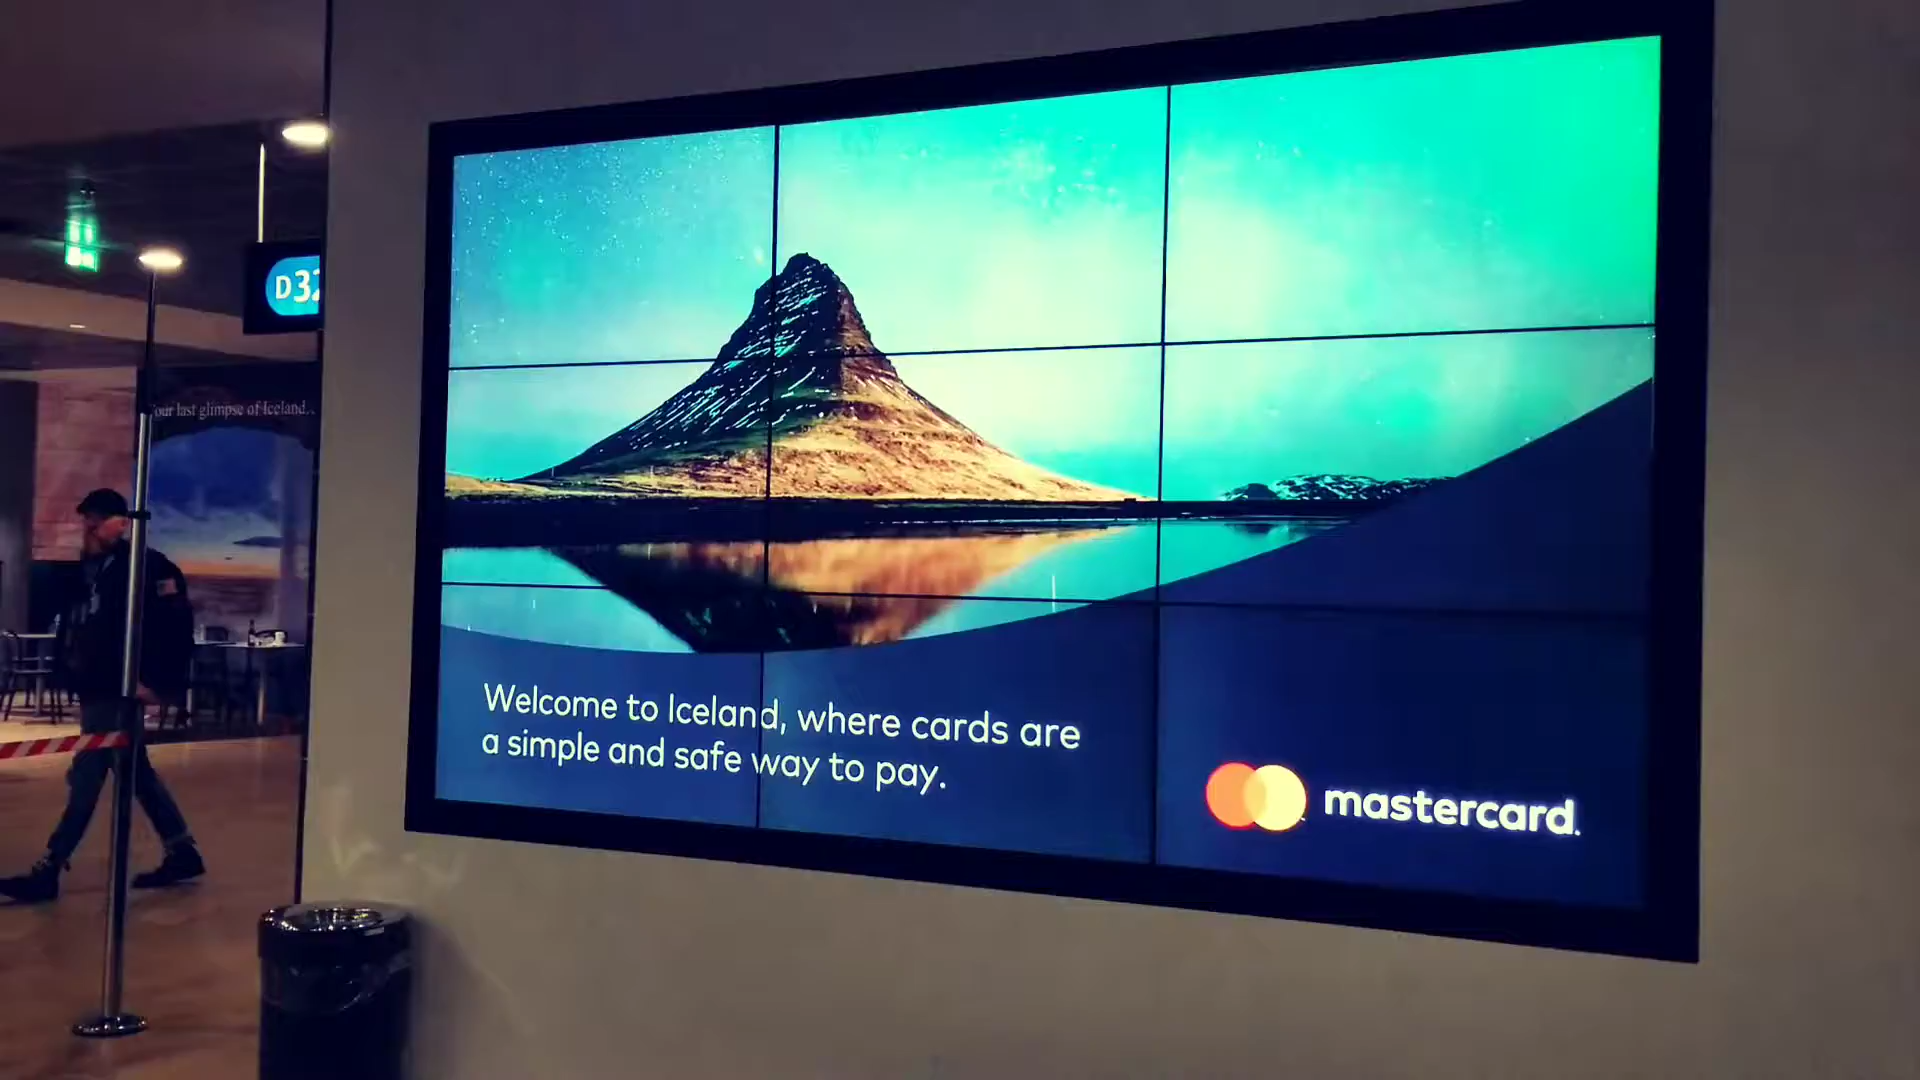 D32
Your last glimpse of Iceland...
Welcome to Iceland, where cards are
a simple and safe way to pay.
mastercard.